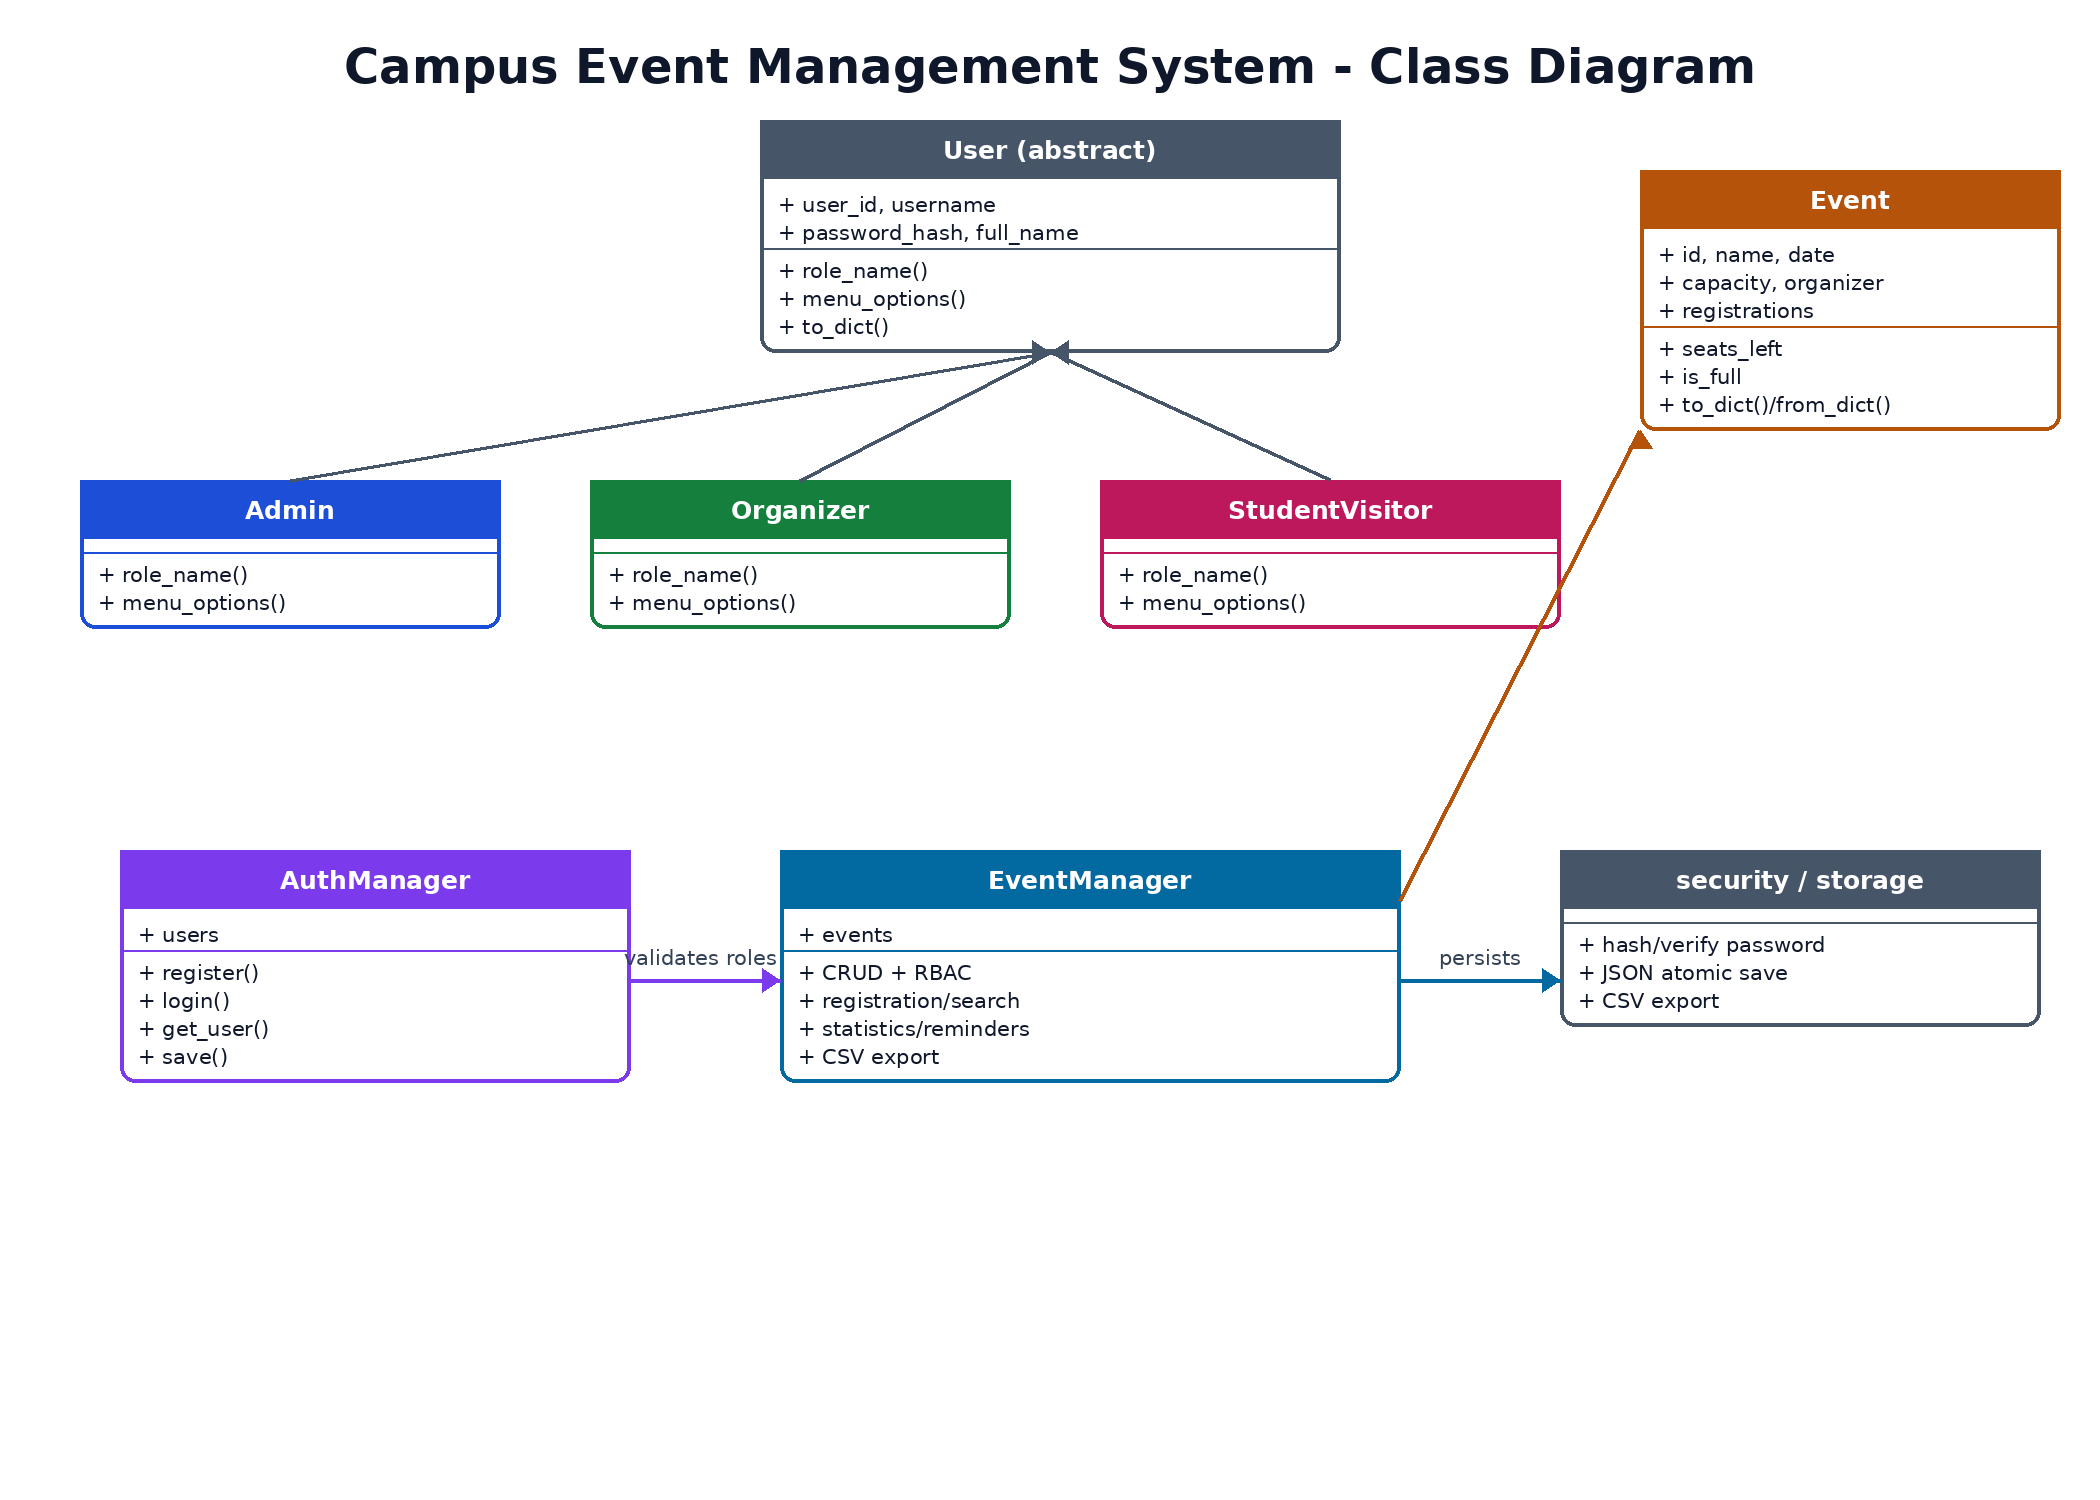 Campus Event Management System - Class Diagram
User (abstract)
+ user_id, username
+ password_hash, full_name
+ role_name()
+ menu_options()
+ to_dict()
Event
+ id, name, date
+ capacity, organizer
+ registrations
+ seats_left
+ is_full
+ to_dict()/from_dict()
Admin
+ role_name()
+ menu_options()
Organizer
+ role_name()
+ menu_options()
StudentVisitor
+ role_name()
+ menu_options()
AuthManager
+ users
+ register()
+ login()
+ get_user()
+ save()
validates roles
EventManager
+ events
+ CRUD + RBAC
+ registration/search
+ statistics/reminders
+ CSV export
persists
security / storage
+ hash/verify password
+ JSON atomic save
+ CSV export